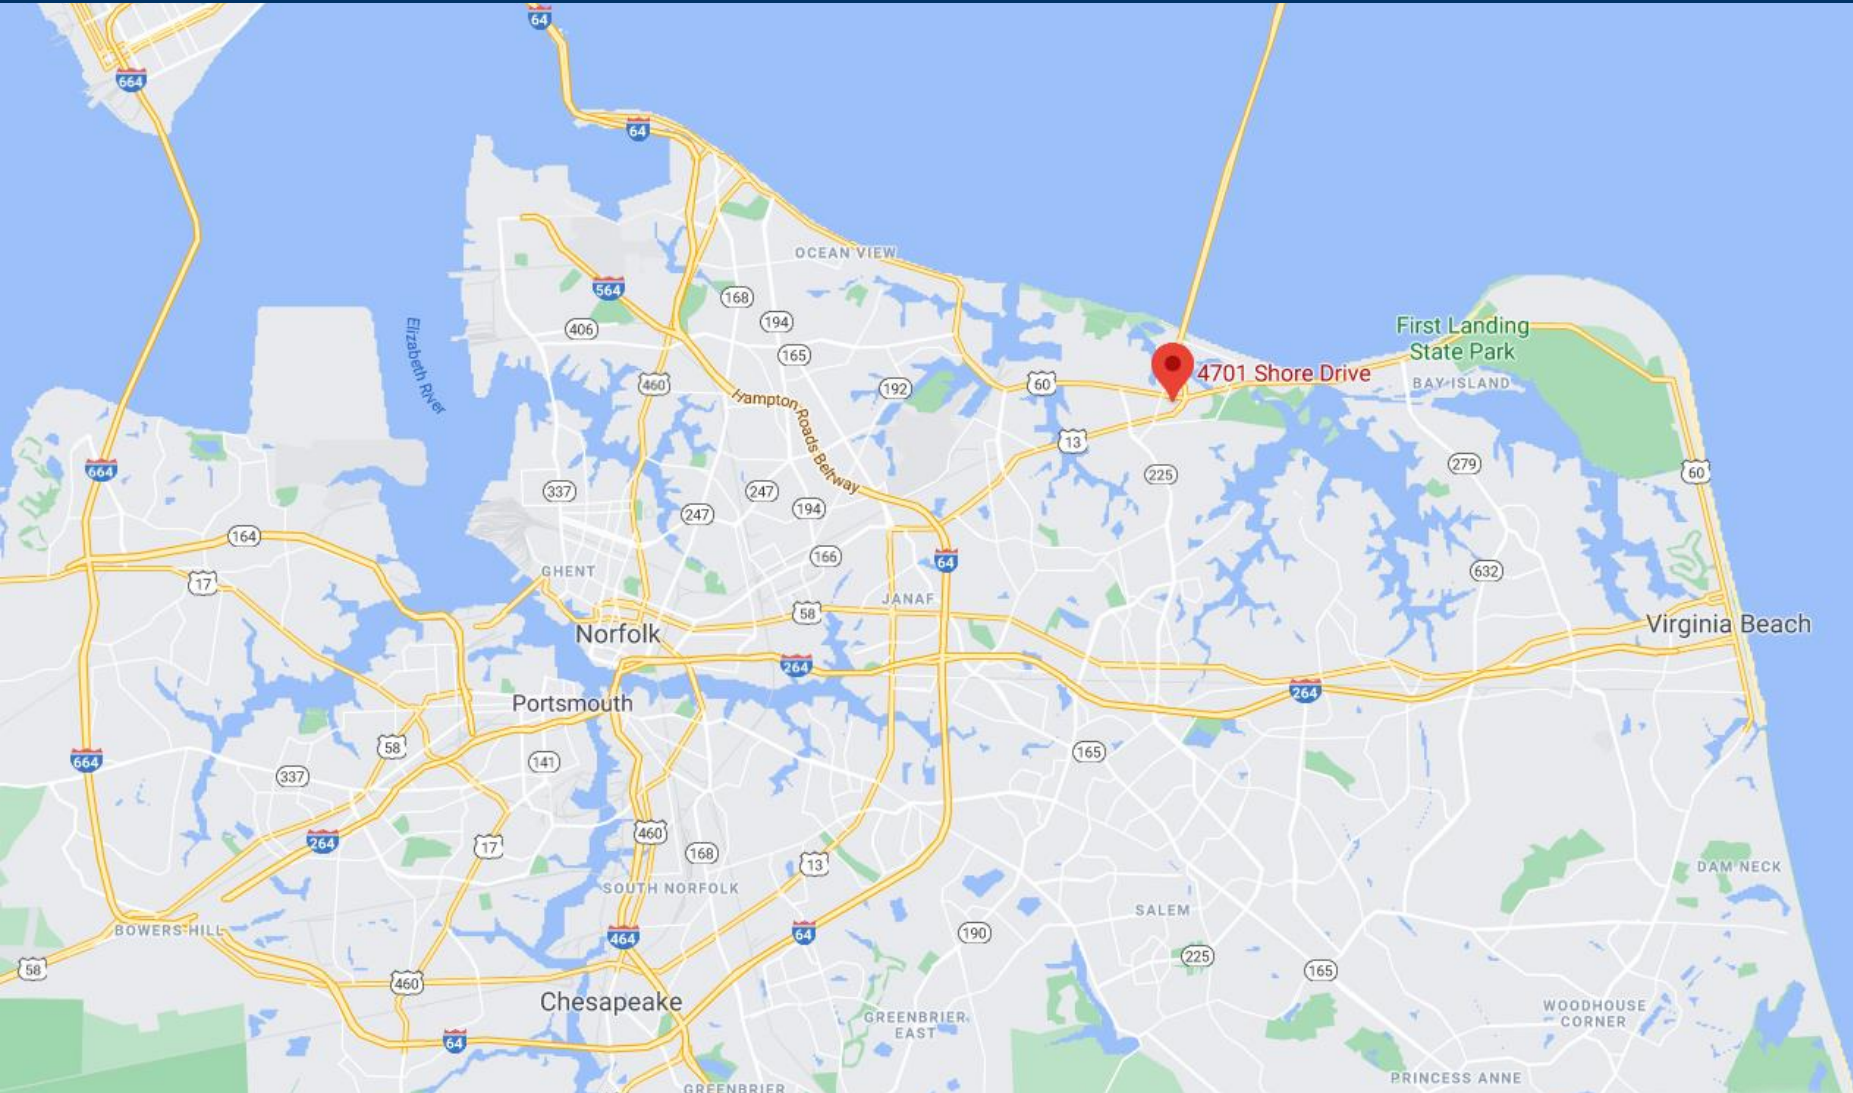 64
664
64
OCEAN VIEW
564
168
194
406
165
Elizabeth River
First Landing
State Park
4701 Shore Drive
BAY ISLAND
460
192
60
Hampton Roads Beltway
13
279
664
225
60
337
247
247
194
164
166
64
GHENT
632
17
JANAF
58
Norfolk
Virginia Beach
264
264
Portsmouth
58
165
664
141
337
460
264
17
168
13
DAM NECK
SOUTH NORFOLK
SALEM
BOWERS HILL
464
64
190
58
225
165
460
Chesapeake
WOODHOUSE
CORNER
GREENBRIER
EAST
64
PRINCESS ANNE
GREENBRIER